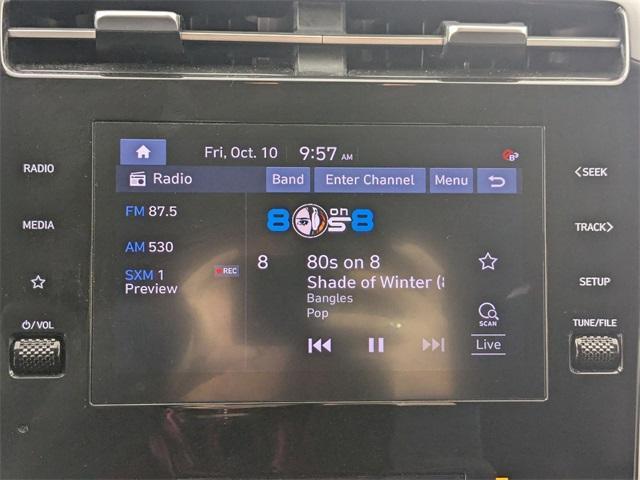 Fri, Oct. 10 9:57 AM
Radio Band Enter Channel Menu
RADIO
MEDIA
⏻/VOL
FM 87.5
AM 530
SXM 1 REC
Preview
80s on 8
8 80s on 8
Shade of Winter (
Bangles
Pop
SCAN
Live
<SEEK
TRACK>
SETUP
TUNE/FILE